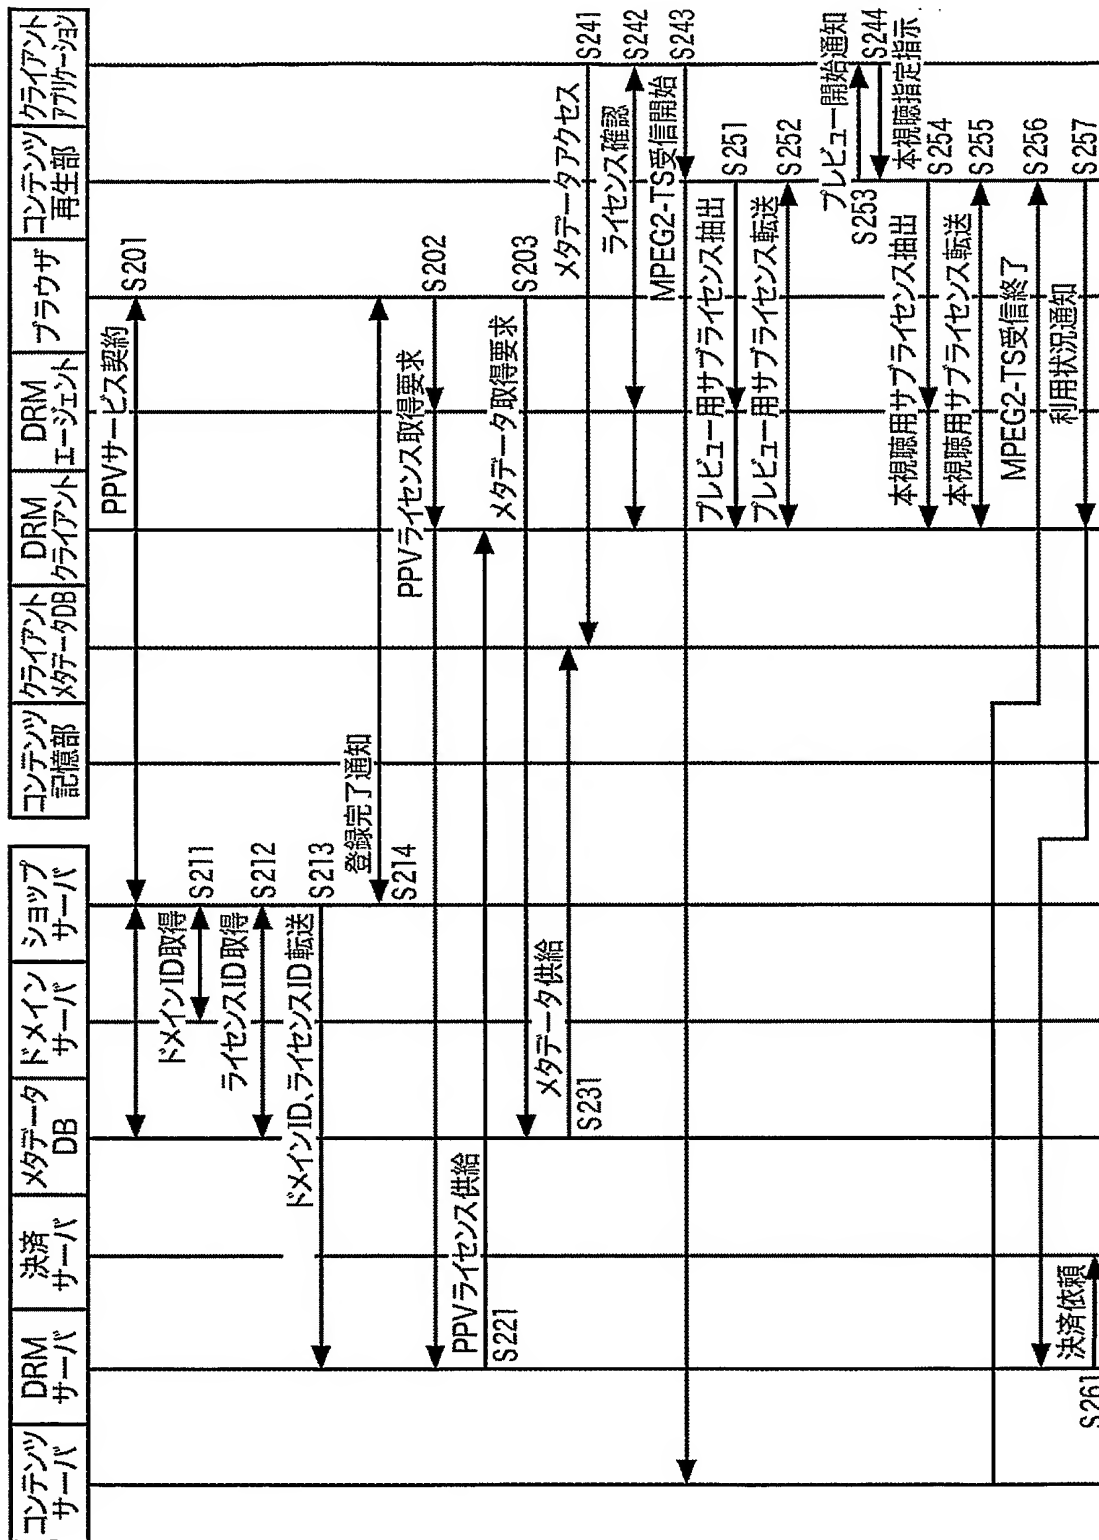 コンテンツ
サーバ
DRM
サーバ
決済
サーバ
メタデータ
DB
ドメイン
サーバ
ショップ
サーバ
コンテンツ
記憶部
クライアント
メタデータDB
DRM
クライアント
DRM
エージェント
ブラウザ
コンテンツ
再生部
クライアント
アプリケーション
PPVサービス契約
S201
ドメインID取得
S211
ライセンスID取得
S212
ドメインID、ライセンスID転送
S213
登録完了通知
S214
PPVライセンス取得要求
S202
PPVライセンス供給
S221
メタデータ取得要求
S203
メタデータ供給
S231
メタデータアクセス
S241
ライセンス確認
S242
MPEG2-TS受信開始
S243
プレビュー用サブライセンス抽出
S251
プレビュー用サブライセンス転送
S252
プレビュー開始通知
S253
S244
本視聴指定指示
本視聴用サブライセンス抽出
S254
本視聴用サブライセンス転送
S255
MPEG2-TS受信終了
S256
利用状況通知
S257
決済依頼
S261